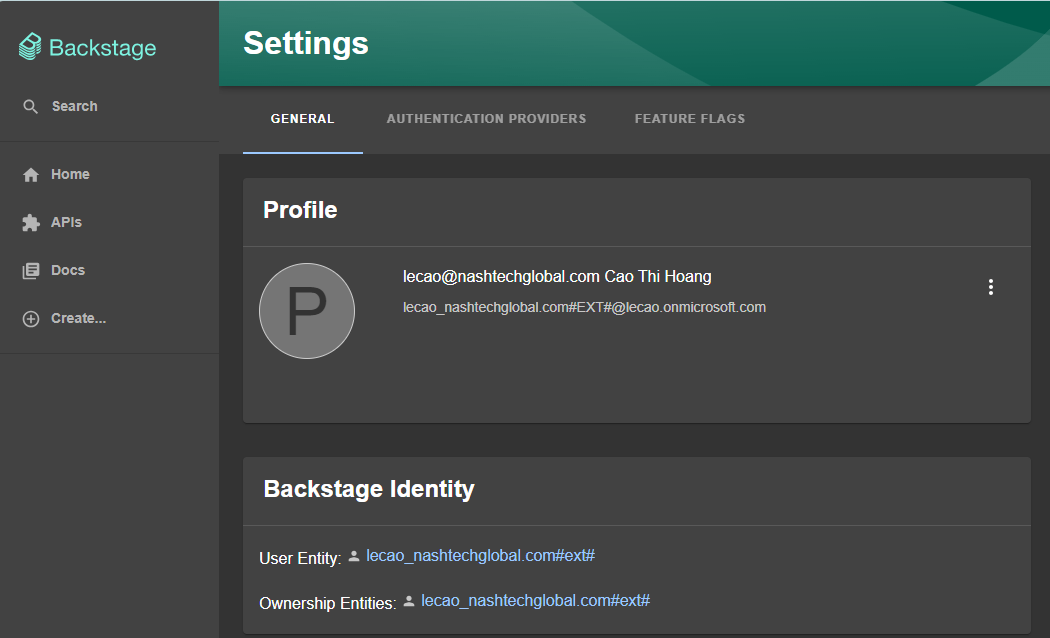 Backstage
Search
Home
APIs
Docs
Create...
Settings
GENERAL
AUTHENTICATION PROVIDERS
FEATURE FLAGS
Profile
P
lecao@nashtechglobal.com Cao Thi Hoang
lecao_nashtechglobal.com#EXT#@lecao.onmicrosoft.com
Backstage Identity
User Entity: lecao_nashtechglobal.com#ext#
Ownership Entities: lecao_nashtechglobal.com#ext#